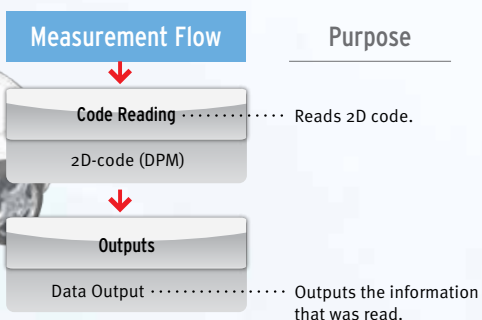 Measurement Flow Purpose
Code Reading ············· Reads 2D code.
2D-code (DPM)
Outputs
Data Output ················· Outputs the information
that was read.